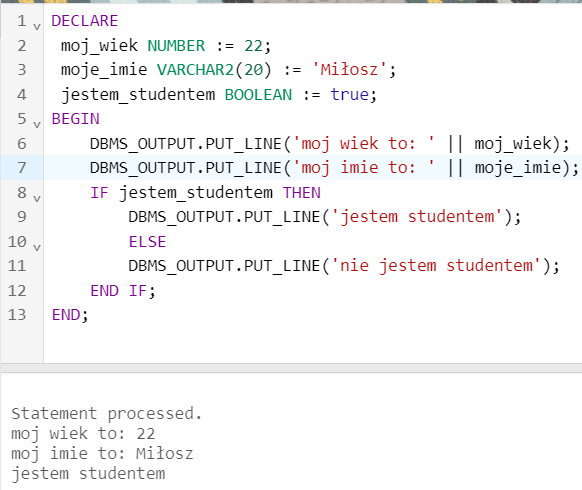 1 DECLARE
2 moj_wiek NUMBER := 22;
3 moje_imie VARCHAR2(20) := 'Miłosz';
4 jestem_studentem BOOLEAN := true;
5 BEGIN
6 DBMS_OUTPUT.PUT_LINE('moj wiek to: ' || moj_wiek);
7 DBMS_OUTPUT.PUT_LINE('moj imie to: ' || moje_imie);
8 IF jestem_studentem THEN
9 DBMS_OUTPUT.PUT_LINE('jestem studentem');
10 ELSE
11 DBMS_OUTPUT.PUT_LINE('nie jestem studentem');
12 END IF;
13 END;
Statement processed.
moj wiek to: 22
moj imie to: Miłosz
jestem studentem